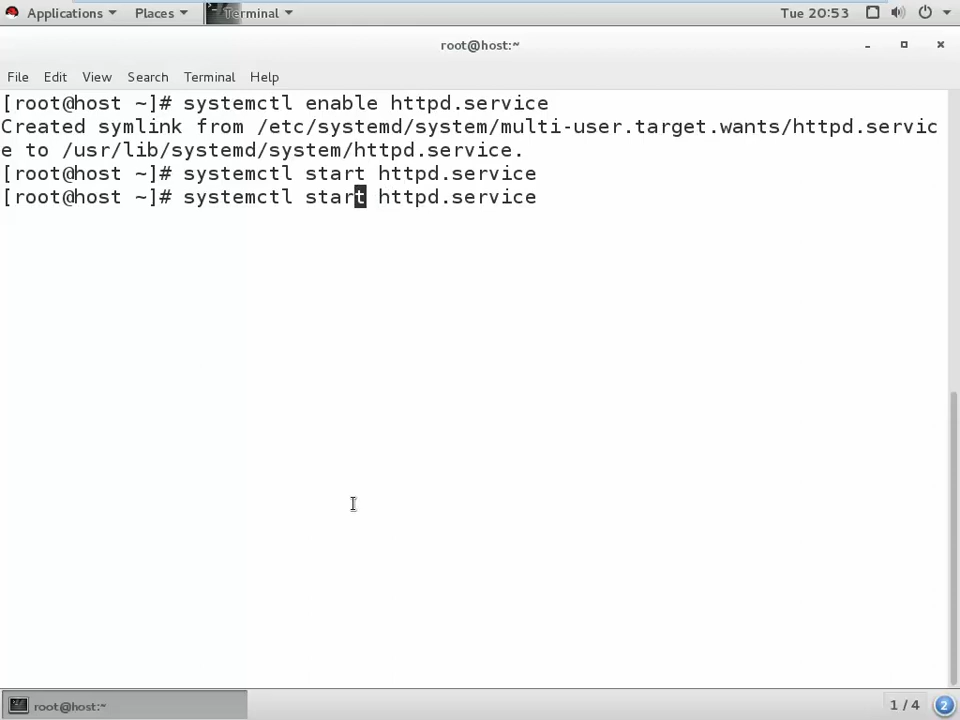 Applications Places Terminal Tue 20:53
root@host:~
File Edit View Search Terminal Help
[root@host ~]# systemctl enable httpd.service
Created symlink from /etc/systemd/system/multi-user.target.wants/httpd.servic
e to /usr/lib/systemd/system/httpd.service.
[root@host ~]# systemctl start httpd.service
[root@host ~]# systemctl start httpd.service
root@host:~ 1 / 4 2